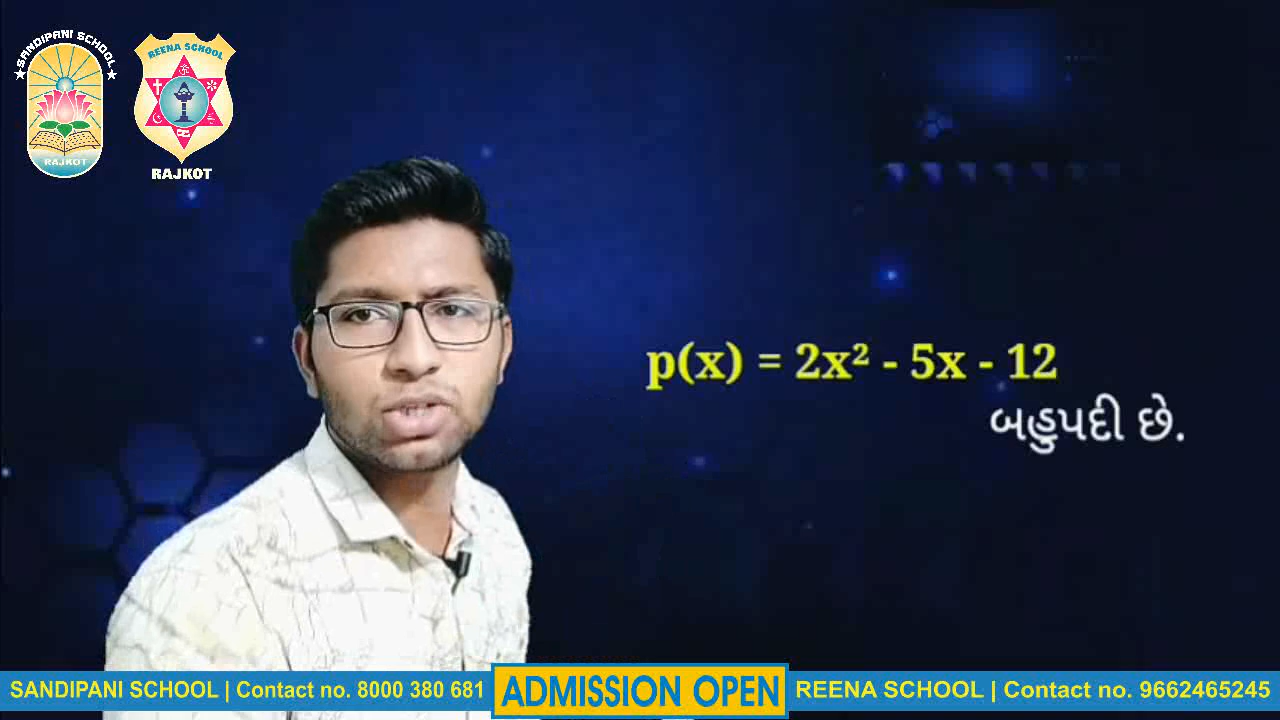 SANDIPANI SCHOOL
RAJKOT
REENA SCHOOL
RAJKOT
p(x) = 2x² - 5x - 12
બહુપદી છે.
SANDIPANI SCHOOL | Contact no. 8000 380 681
ADMISSION OPEN
REENA SCHOOL | Contact no. 9662465245